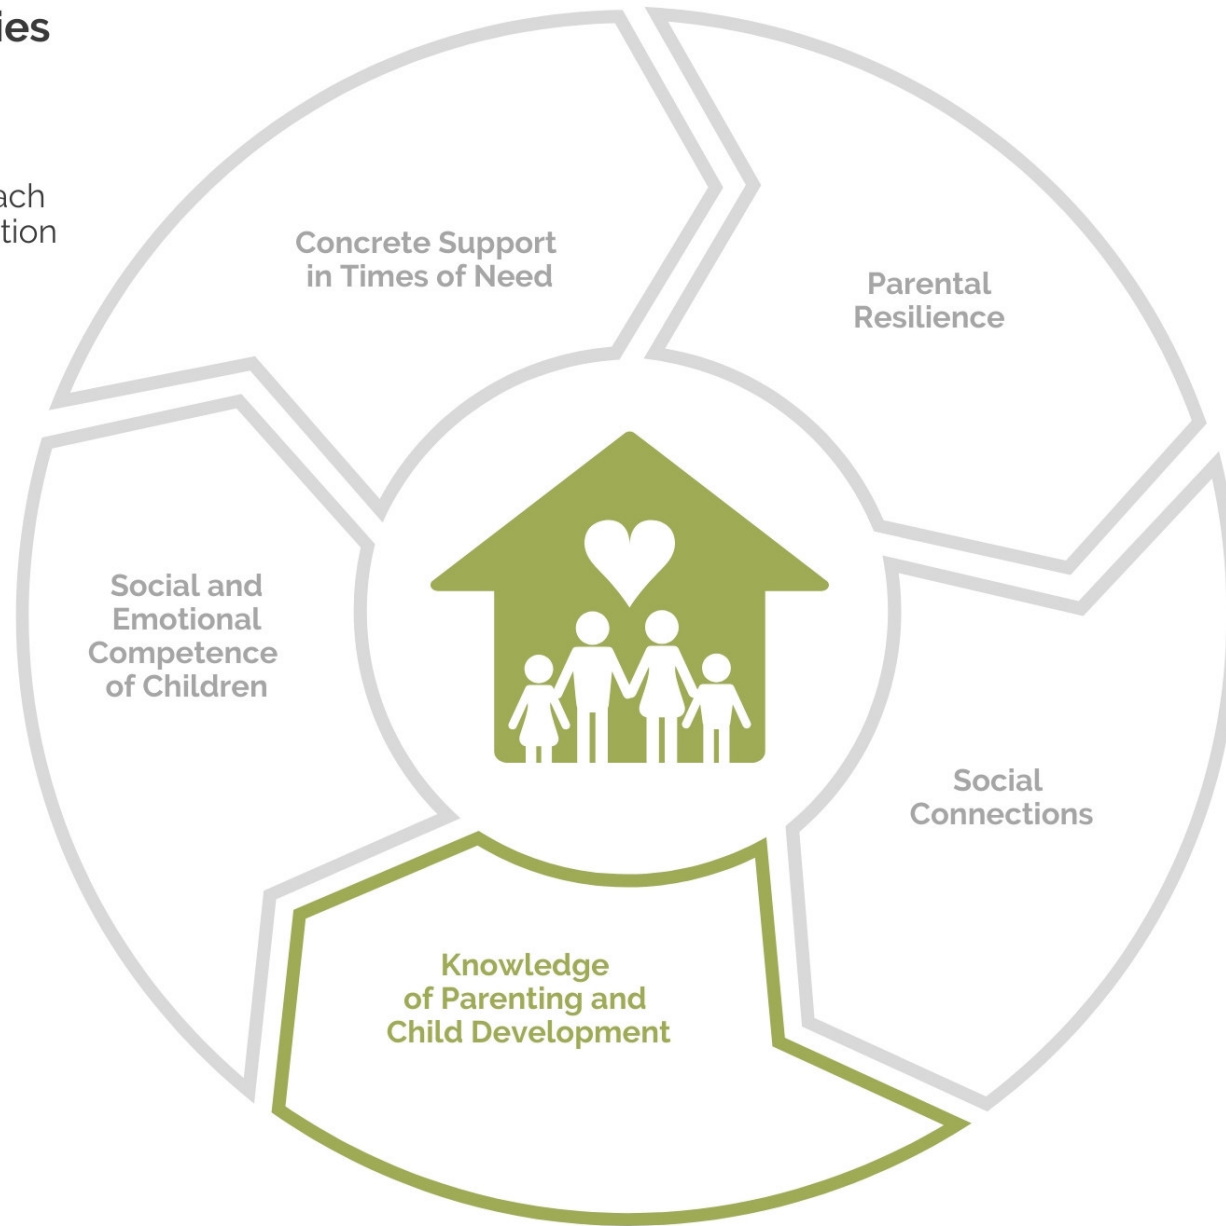 ies
ach
tion
Concrete Support
in Times of Need
Parental
Resilience
Social and
Emotional
Competence
of Children
Social
Connections
Knowledge
of Parenting and
Child Development